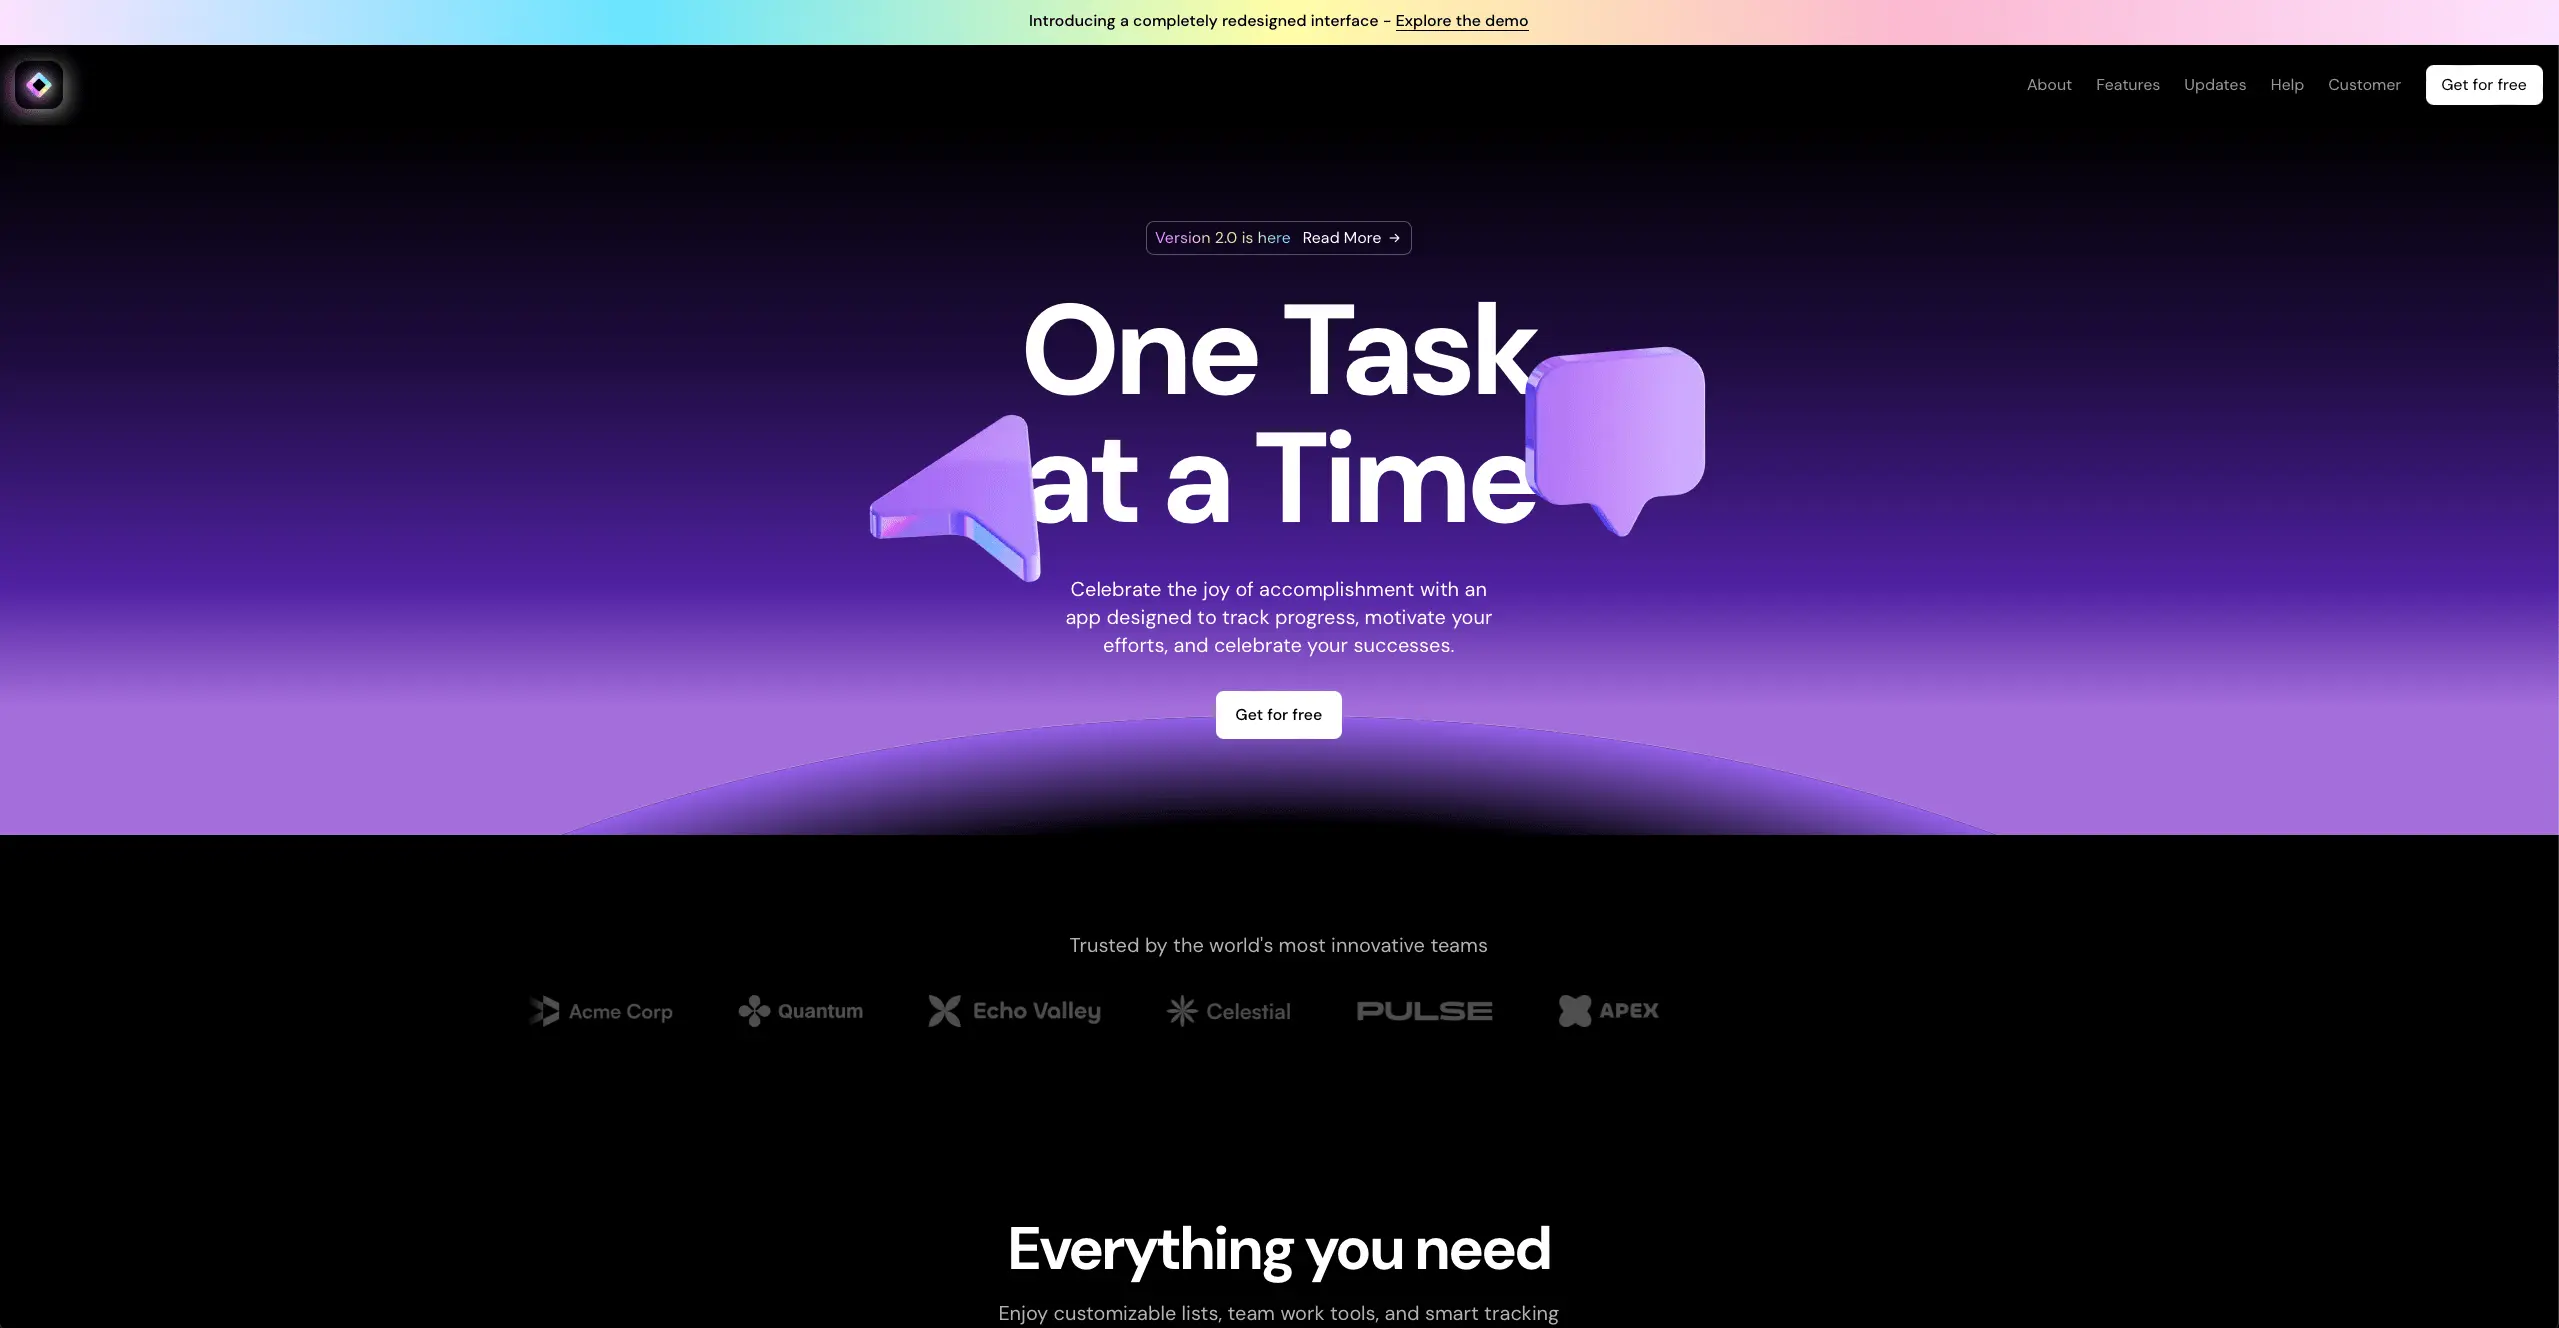 Introducing a completely redesigned interface - Explore the demo
About Features Updates Help Customer Get for free
Version 2.0 is here Read More →
One Task
at a Time
Celebrate the joy of accomplishment with an
app designed to track progress, motivate your
efforts, and celebrate your successes.
Get for free
Trusted by the world's most innovative teams
Acme Corp Quantum Echo Valley Celestial PULSE APEX
Everything you need
Enjoy customizable lists, team work tools, and smart tracking